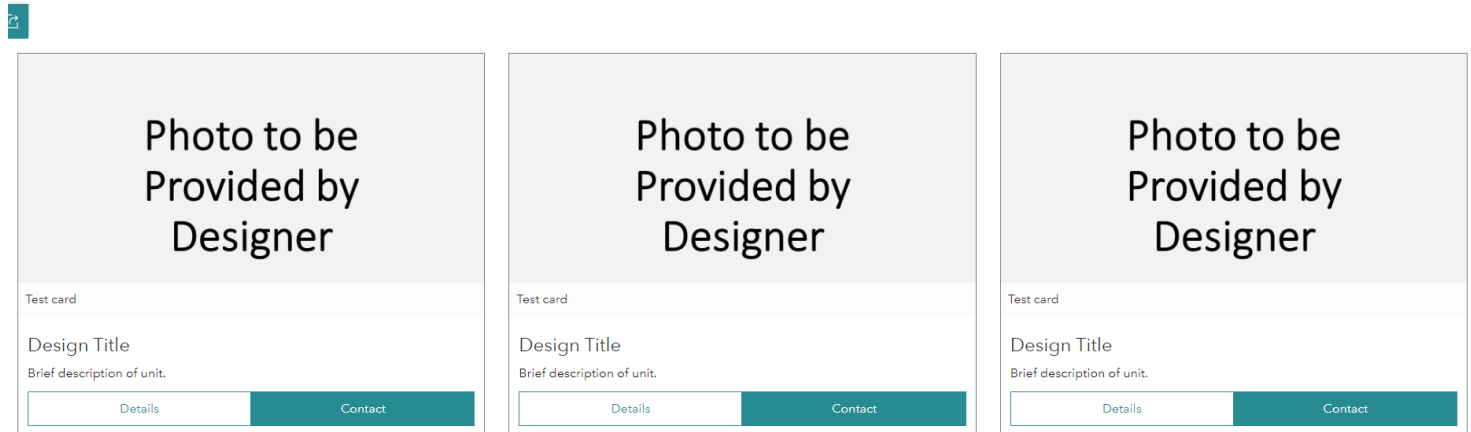 Photo to be
Provided by
Designer
Test card
Design Title
Brief description of unit.
Details
Contact
Photo to be
Provided by
Designer
Test card
Design Title
Brief description of unit.
Details
Contact
Photo to be
Provided by
Designer
Test card
Design Title
Brief description of unit.
Details
Contact